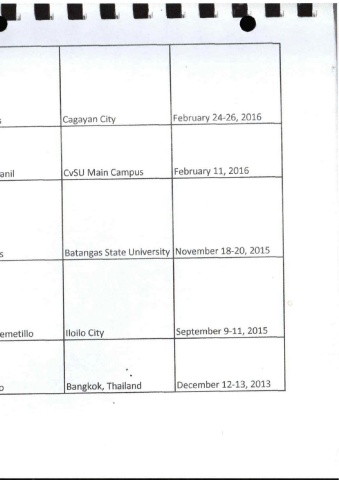 s Cagayan City February 24-26, 2016
anil CvSU Main Campus February 11, 2016
s Batangas State University November 18-20, 2015
emetillo Iloilo City September 9-11, 2015
o Bangkok, Thailand December 12-13, 2013